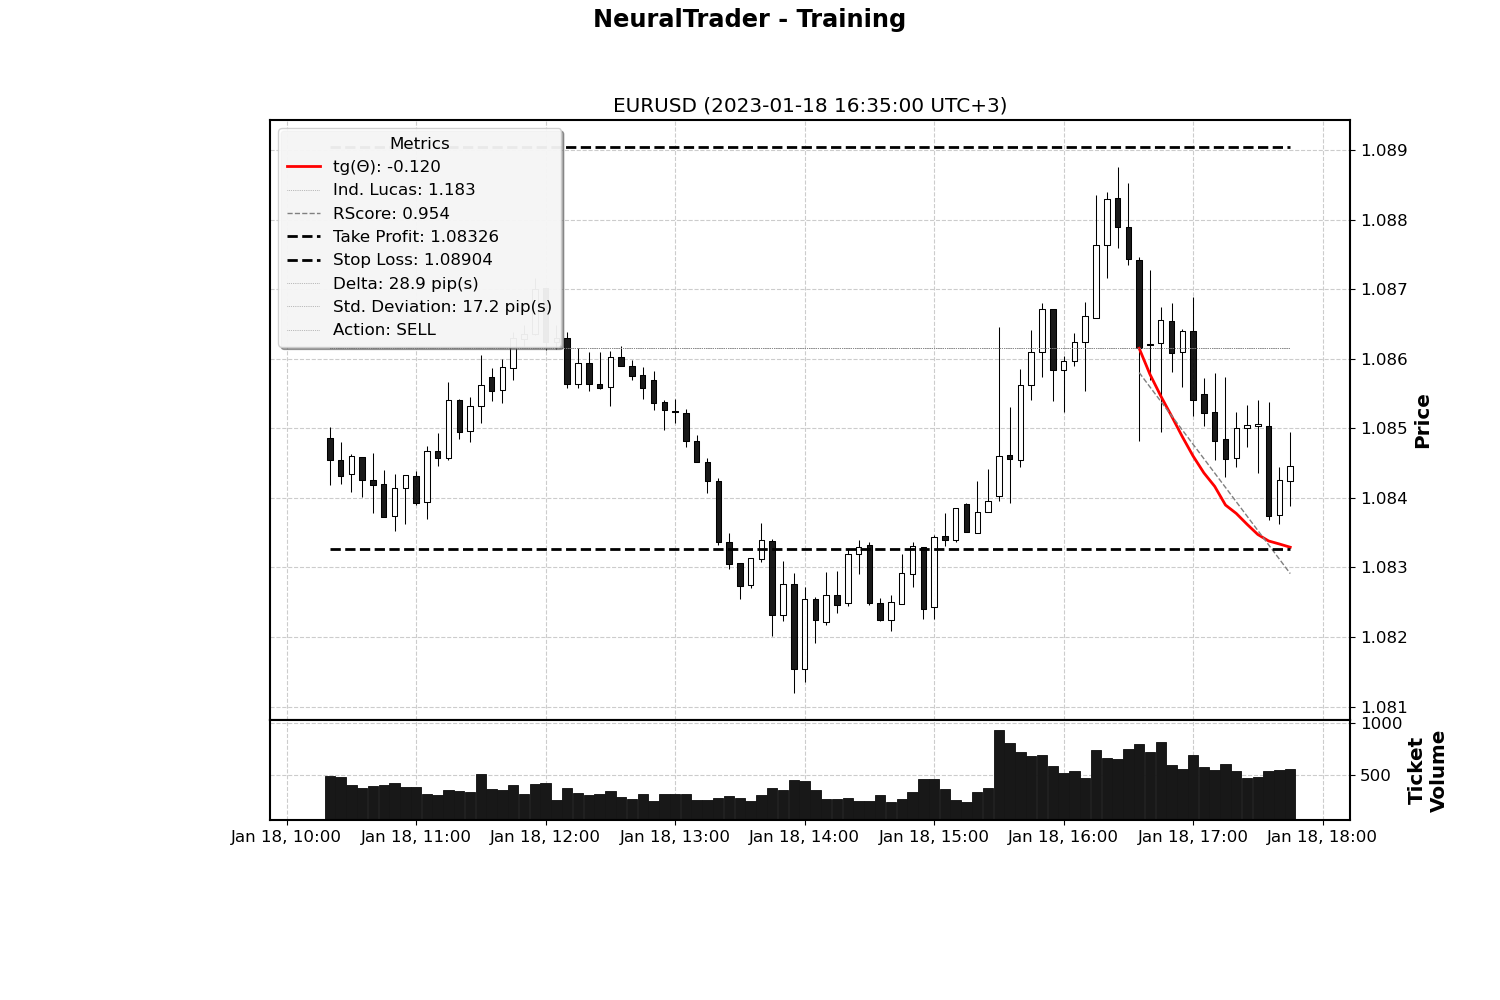 NeuralTrader - Training
EURUSD (2023-01-18 16:35:00 UTC+3)
Metrics
tg(Θ): -0.120
Ind. Lucas: 1.183
RScore: 0.954
Take Profit: 1.08326
Stop Loss: 1.08904
Delta: 28.9 pip(s)
Std. Deviation: 17.2 pip(s)
Action: SELL
1.089
1.088
1.087
1.086
1.085
1.084
1.083
1.082
1.081
Price
1000
500
Ticket
Volume
Jan 18, 10:00
Jan 18, 11:00
Jan 18, 12:00
Jan 18, 13:00
Jan 18, 14:00
Jan 18, 15:00
Jan 18, 16:00
Jan 18, 17:00
Jan 18, 18:00